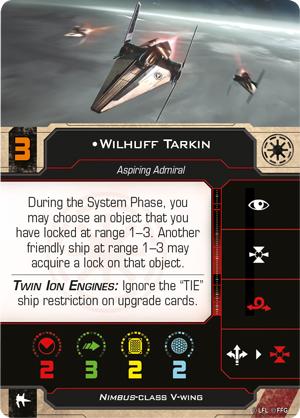 3
•Wilhuff Tarkin
Aspiring Admiral
During the System Phase, you
may choose an object that you
have locked at range 1–3. Another
friendly ship at range 1–3 may
acquire a lock on that object.
Twin Ion Engines: Ignore the “TIE”
ship restriction on upgrade cards.
2 3 2 2
Nimbus-class V-wing
© LFL © FFG